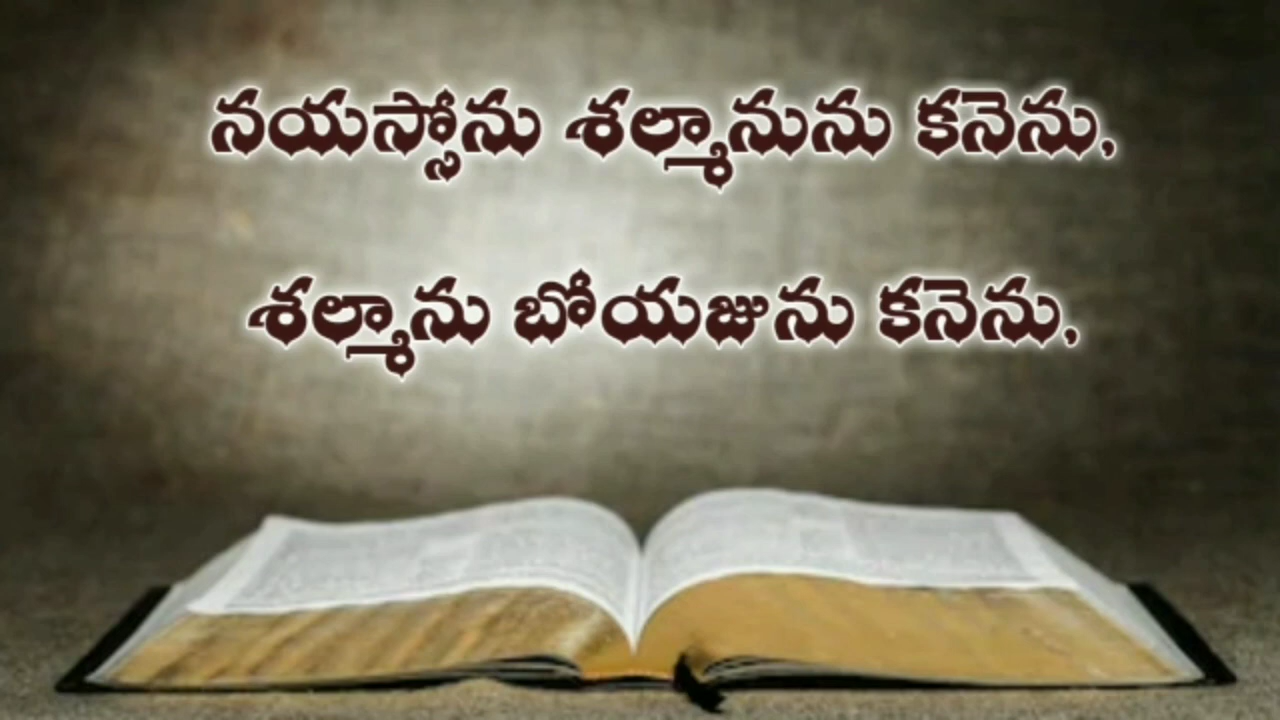 నయస్సోను శల్మానును కనెను,
శల్మాను బోయజును కనెను,